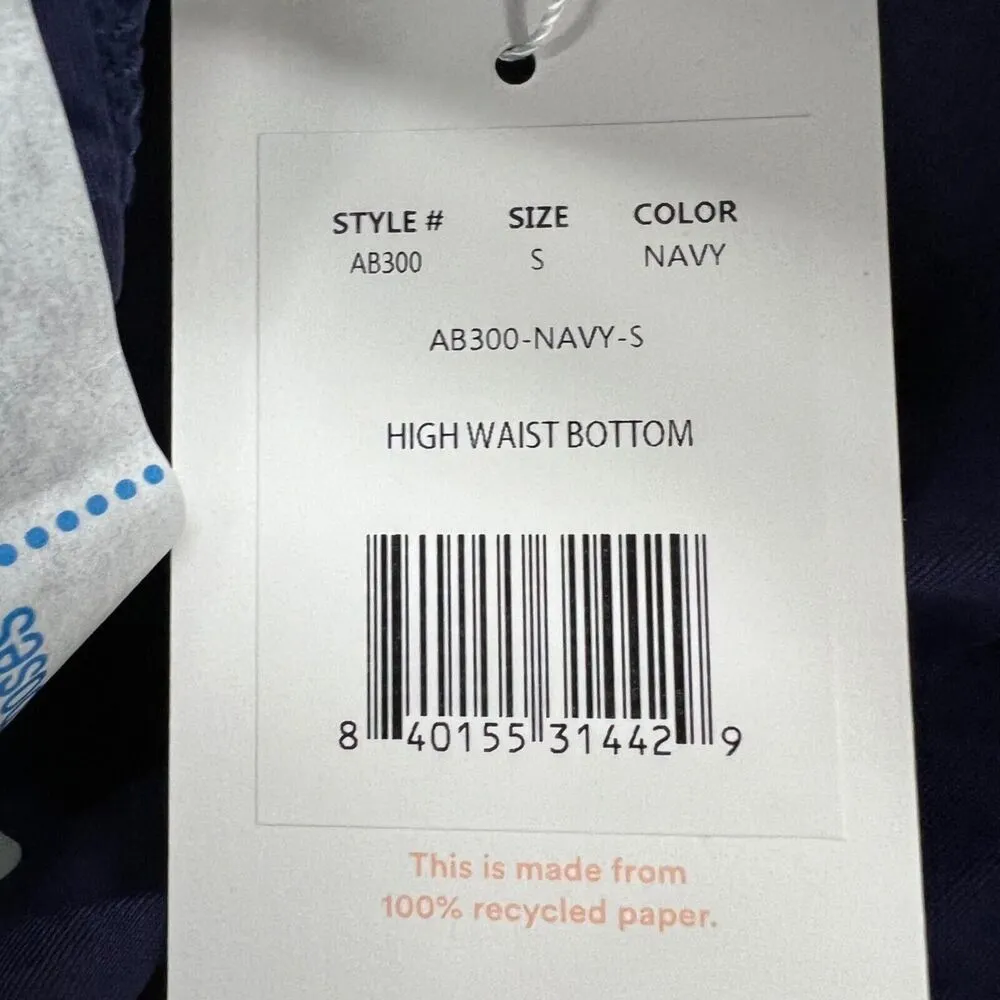 STYLE # SIZE COLOR
AB300 S NAVY
AB300-NAVY-S
HIGH WAIST BOTTOM
8 40155 31442 9
This is made from
100% recycled paper.